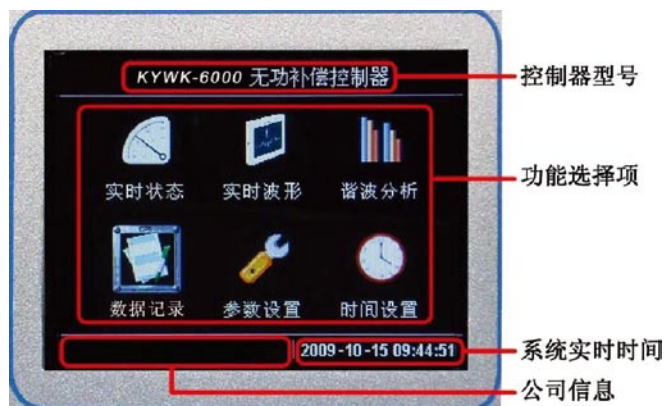 KYWK-6000 无功补偿控制器
控制器型号
实时状态 实时波形 谐波分析
功能选择项
数据记录 参数设置 时间设置
2009-10-15 09:44:51
系统实时时间
公司信息